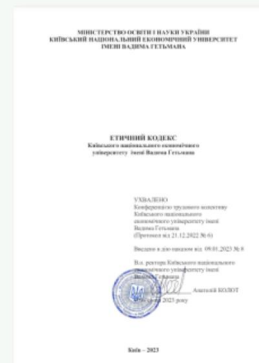 МІНІСТЕРСТВО ОСВІТИ І НАУКИ УКРАЇНИ
КИЇВСЬКИЙ НАЦІОНАЛЬНИЙ ЕКОНОМІЧНИЙ УНІВЕРСИТЕТ
ІМЕНІ ВАДИМА ГЕТЬМАНА
ЕТИЧНИЙ КОДЕКС
Київського національного економічного
університету імені Вадима Гетьмана
УХВАЛЕНО
Конференцією трудового колективу
Київського національного
економічного університету імені
Вадима Гетьмана
(Протокол від 21.12.2022 № 6)
Введено в дію наказом від 09.01.2023 № 8
В.о. ректора Київського національного
економічного університету імені
Вадима Гетьмана
Анатолій КОЛОТ
2023 року
Київ – 2023